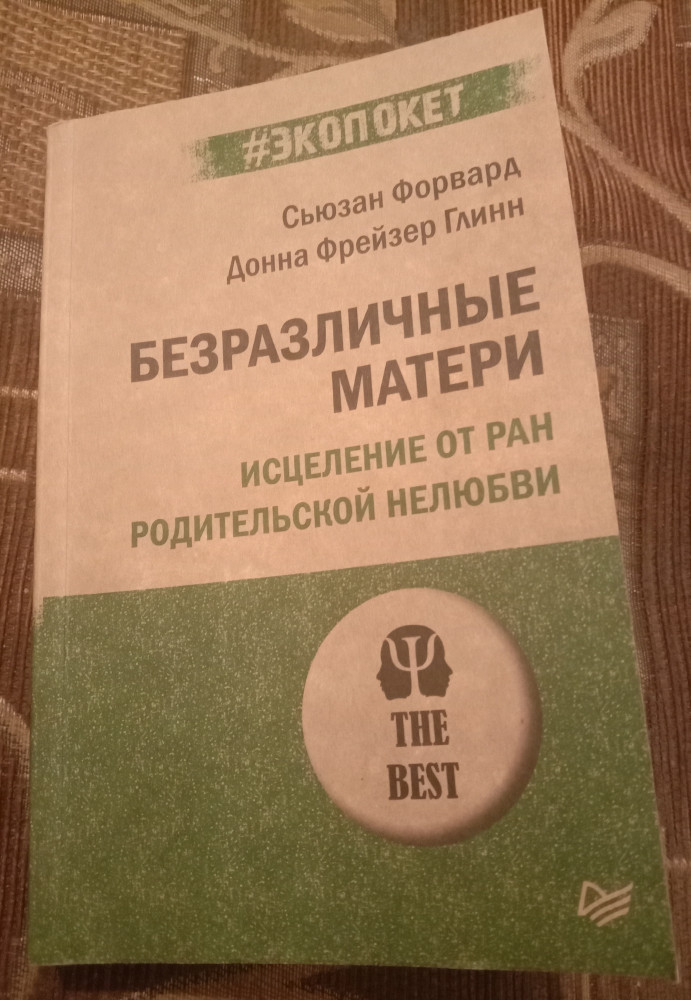 #ЭКОПОКЕТ
Сьюзан Форвард
Донна Фрейзер Глинн
БЕЗРАЗЛИЧНЫЕ
МАТЕРИ
ИСЦЕЛЕНИЕ ОТ РАН
РОДИТЕЛЬСКОЙ НЕЛЮБВИ
Ψ
THE
BEST